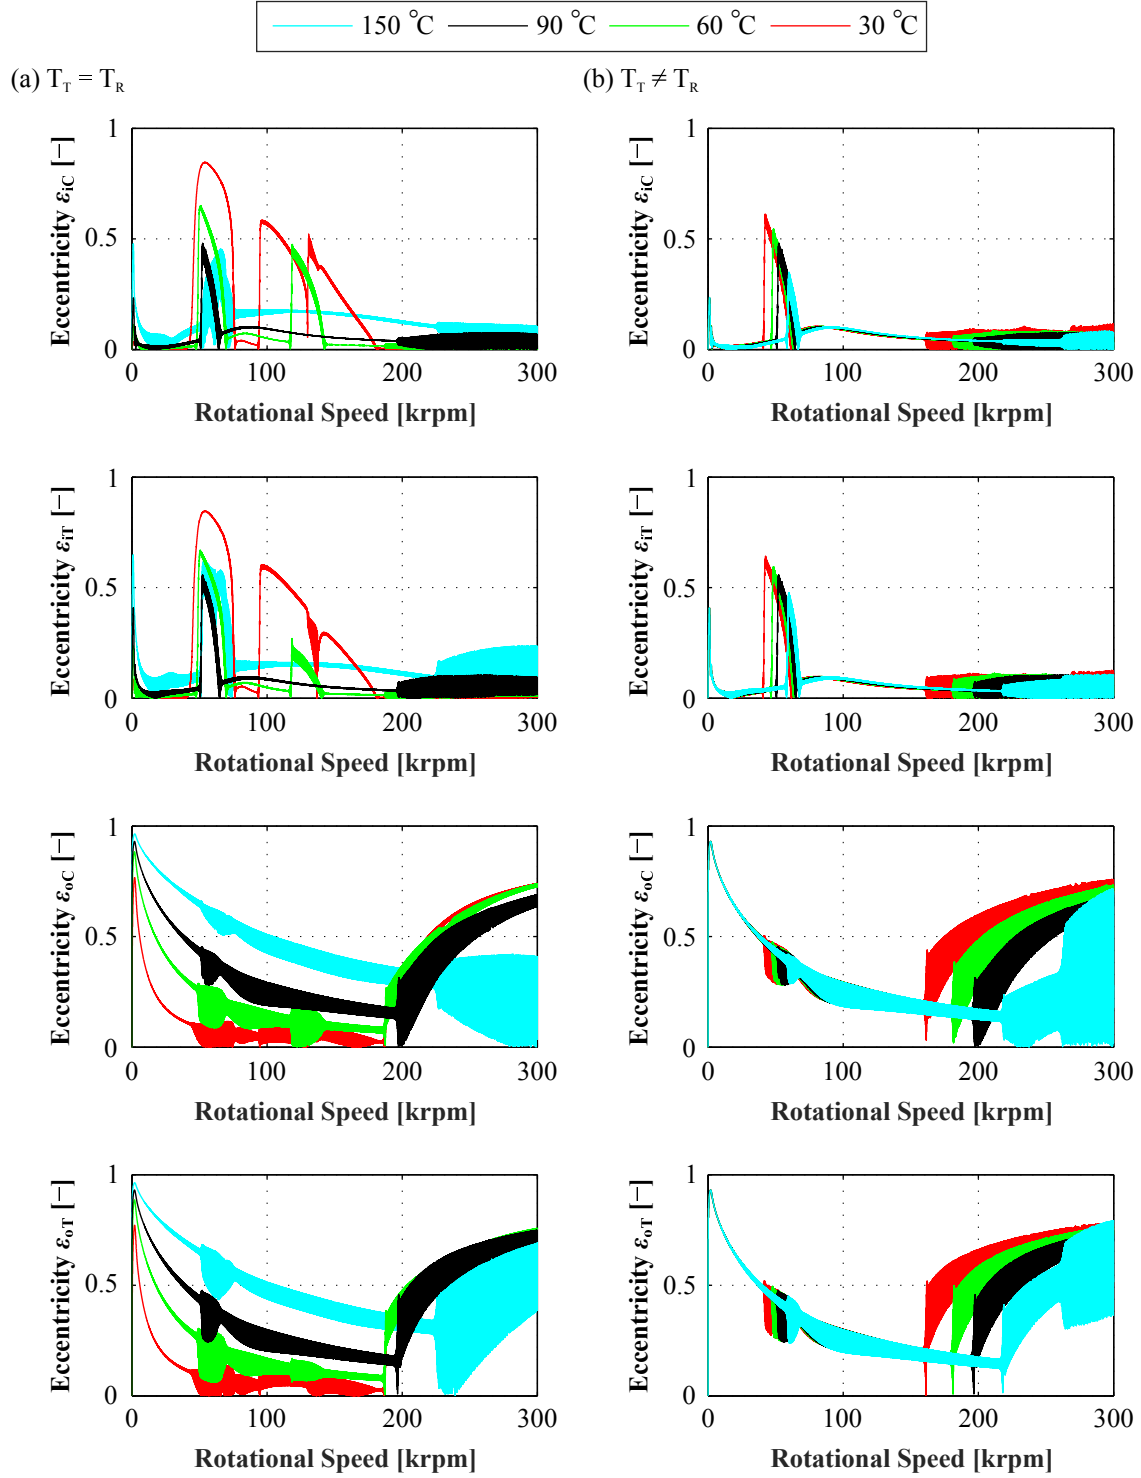 150 °C 90 °C 60 °C 30 °C
(a) T_T = T_R (b) T_T ≠ T_R
Eccentricity ε_iC [−]
1
0.5
0
0 100 200 300
Rotational Speed [krpm]
Eccentricity ε_iC [−]
1
0.5
0
0 100 200 300
Rotational Speed [krpm]
Eccentricity ε_iT [−]
1
0.5
0
0 100 200 300
Rotational Speed [krpm]
Eccentricity ε_iT [−]
1
0.5
0
0 100 200 300
Rotational Speed [krpm]
Eccentricity ε_oC [−]
1
0.5
0
0 100 200 300
Rotational Speed [krpm]
Eccentricity ε_oC [−]
1
0.5
0
0 100 200 300
Rotational Speed [krpm]
Eccentricity ε_oT [−]
1
0.5
0
0 100 200 300
Rotational Speed [krpm]
Eccentricity ε_oT [−]
1
0.5
0
0 100 200 300
Rotational Speed [krpm]